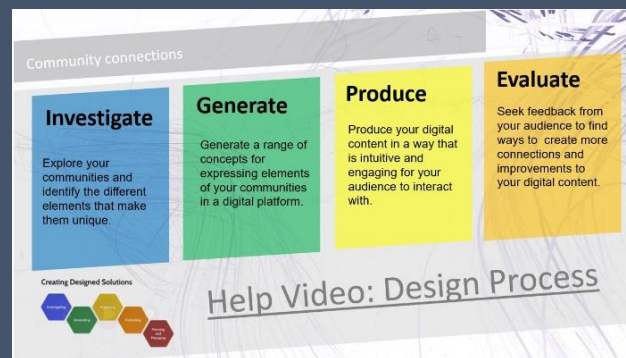 Community connections
Investigate
Explore your
communities and
identify the different
elements that make
them unique.
Generate
Generate a range of
concepts for
expressing elements
of your communities
in a digital platform.
Produce
Produce your digital
content in a way that
is intuitive and
engaging for your
audience to interact
with.
Evaluate
Seek feedback from
your audience to find
ways to create more
connections and
improvements to
your digital content.
Creating Designed Solutions
Investigating
Generating
Evaluating
Planning
and
Managing
Help Video: Design Process